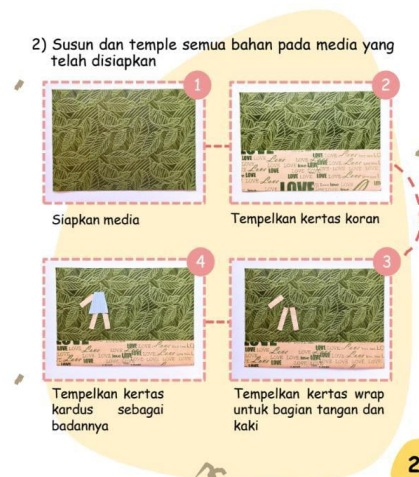 2) Susun dan temple semua bahan pada media yang
telah disiapkan
1
2
Siapkan media
Tempelkan kertas koran
4
3
Tempelkan kertas
kardus sebagai
badannya
Tempelkan kertas wrap
untuk bagian tangan dan
kaki
2